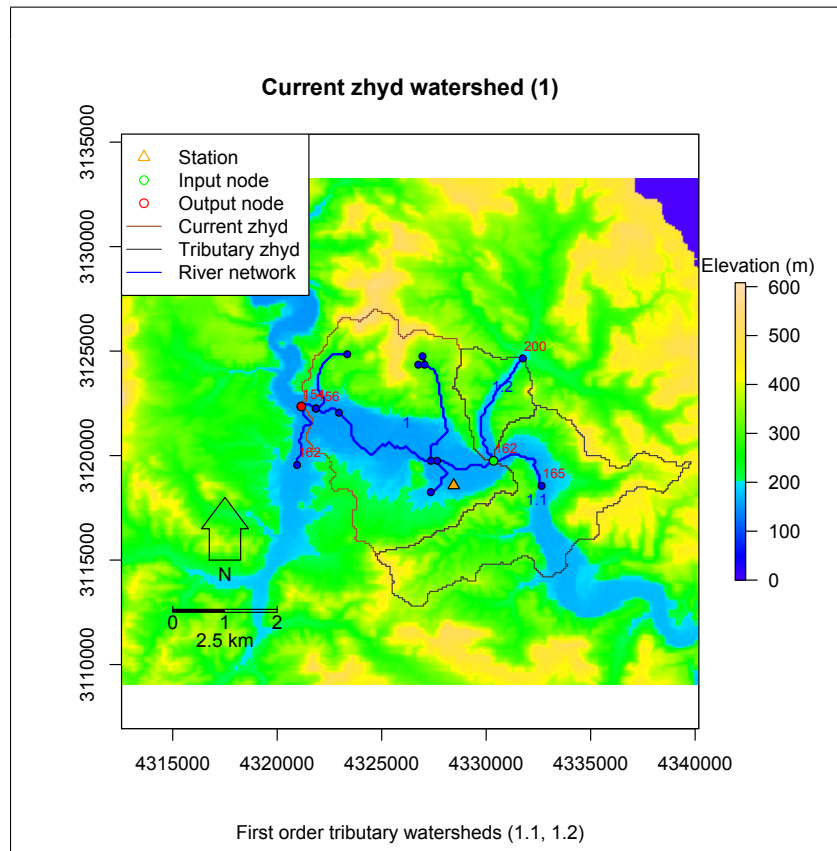 Current zhyd watershed (1)
Station
Input node
Output node
Current zhyd
Tributary zhyd
River network
3135000
3130000
3125000
3120000
3115000
3110000
Elevation (m)
600
500
400
300
200
100
0
200
1.2
154
156
1
162
162
165
1.1
N
0 1 2
2.5 km
4315000 4320000 4325000 4330000 4335000 4340000
First order tributary watersheds (1.1, 1.2)